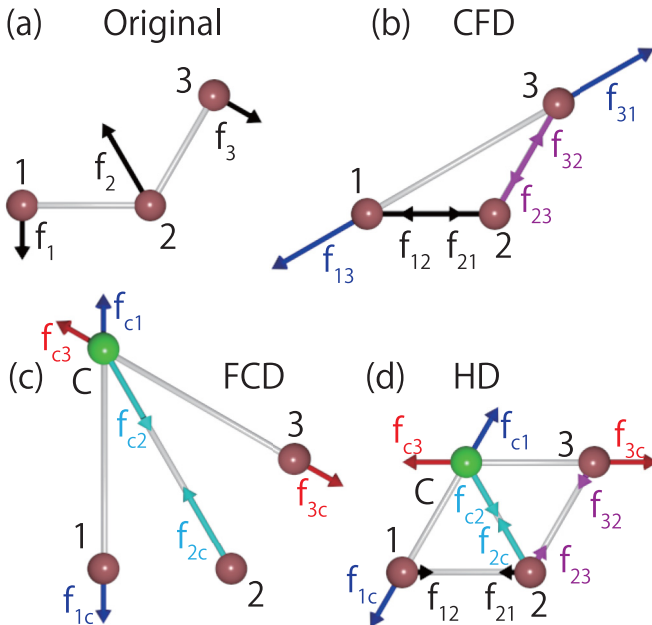 (a) Original
3
f3
1
f2
f1
2
(b) CFD
3
f31
f32
1
f23
2
f12 f21
f13
(c) FCD
fc1
fc3
C
fc2
3
f3c
1
f2c
2
f1c
(d) HD
fc3 fc1
3
f3c
C
fc2
f32
1
f2c
f23
f1c f12 f21 2